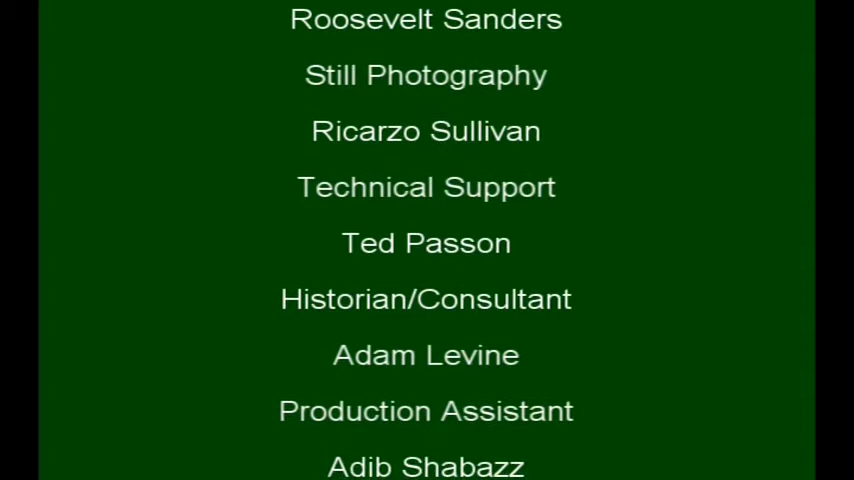 Roosevelt Sanders
Still Photography
Ricarzo Sullivan
Technical Support
Ted Passon
Historian/Consultant
Adam Levine
Production Assistant
Adib Shabazz